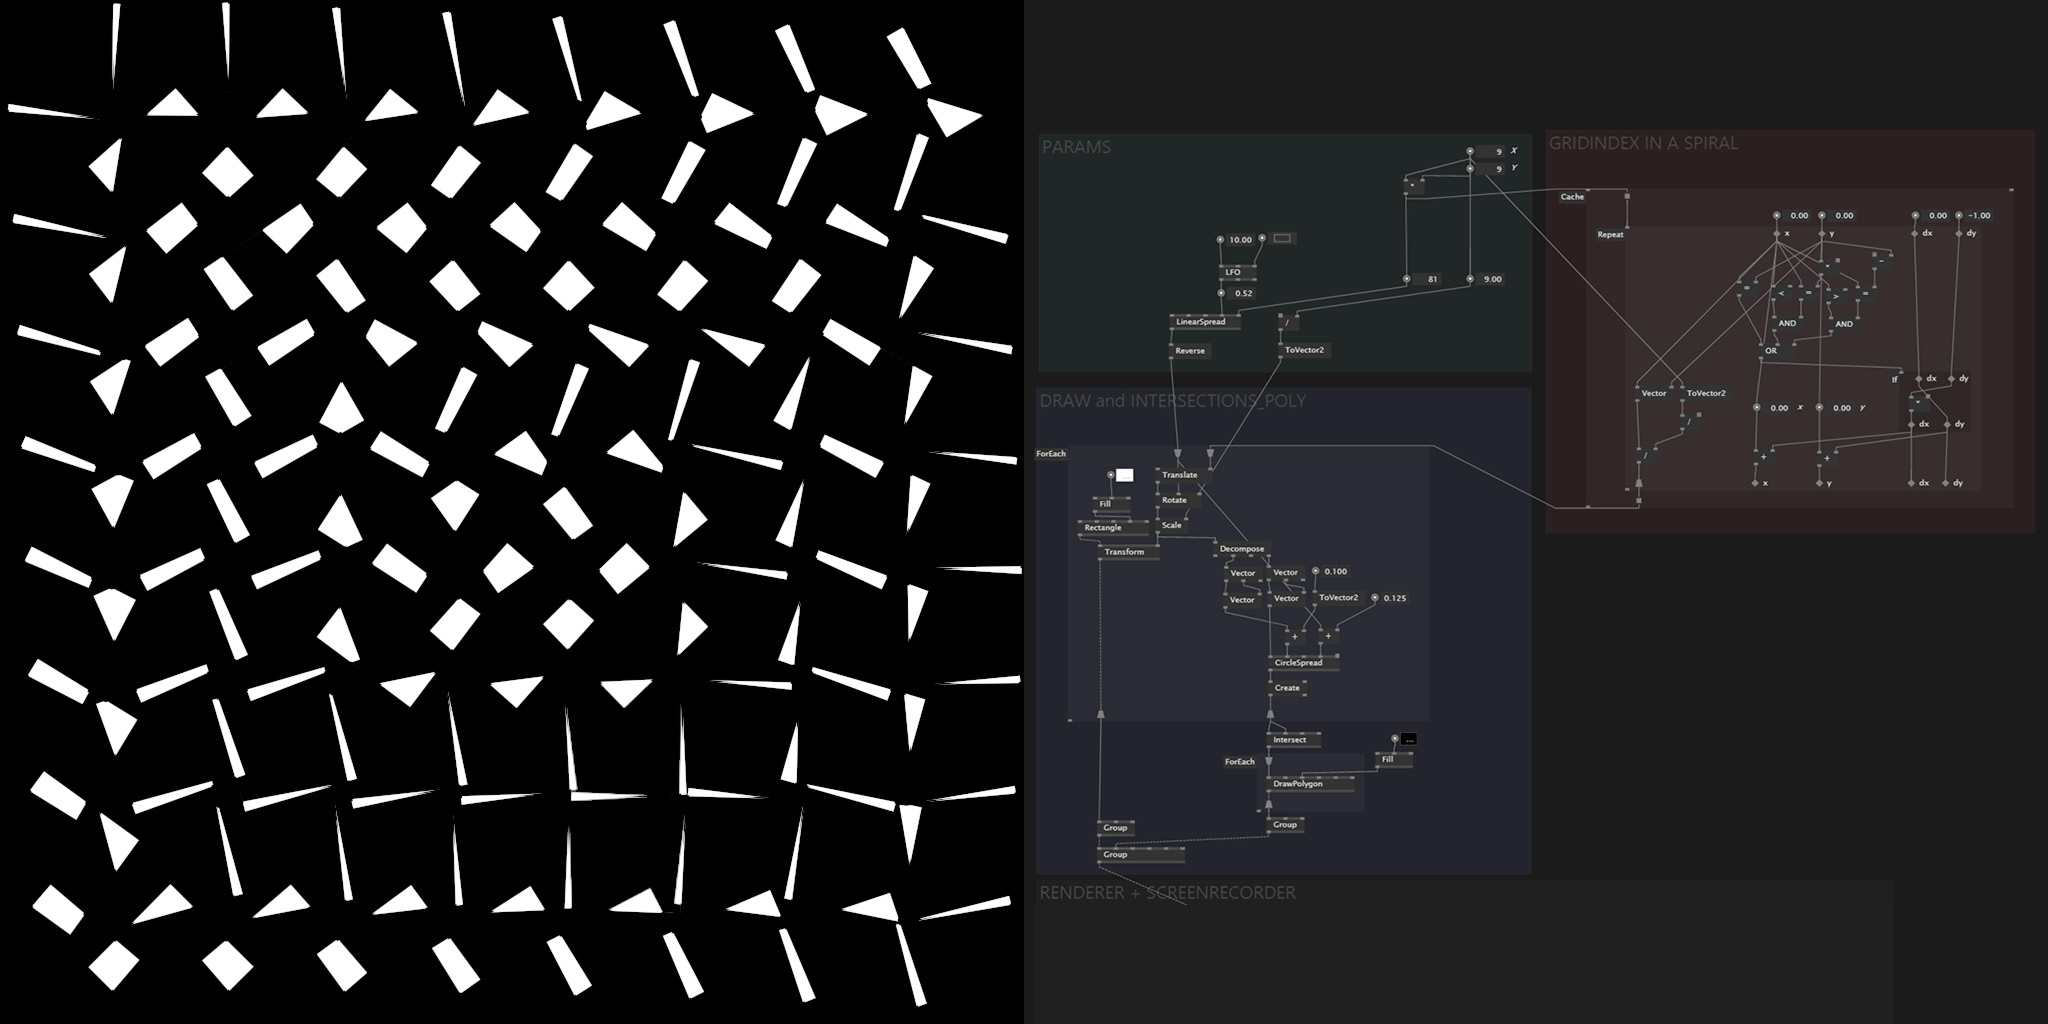 PARAMS
9 X
9 Y
10.00
LFO
0.52
81
9.00
LinearSpread
/
Reverse
ToVector2
GRIDINDEX IN A SPIRAL
Cache
Repeat
0.00
0.00
0.00
-1.00
x
y
dx
dy
-
=
<
=
>
=
AND
AND
OR
If
dx
dy
Vector
ToVector2
0.00 x
0.00 Y
/
dx
dy
/
+
+
x
y
dx
dy
DRAW and INTERSECTIONS_POLY
ForEach
Translate
Fill
Rotate
Rectangle
Scale
Transform
Decompose
Vector
Vector
0.100
Vector
Vector
ToVector2
0.125
+
+
CircleSpread
Create
Intersect
ForEach
Fill
DrawPolygon
Group
Group
Group
RENDERER + SCREENRECORDER